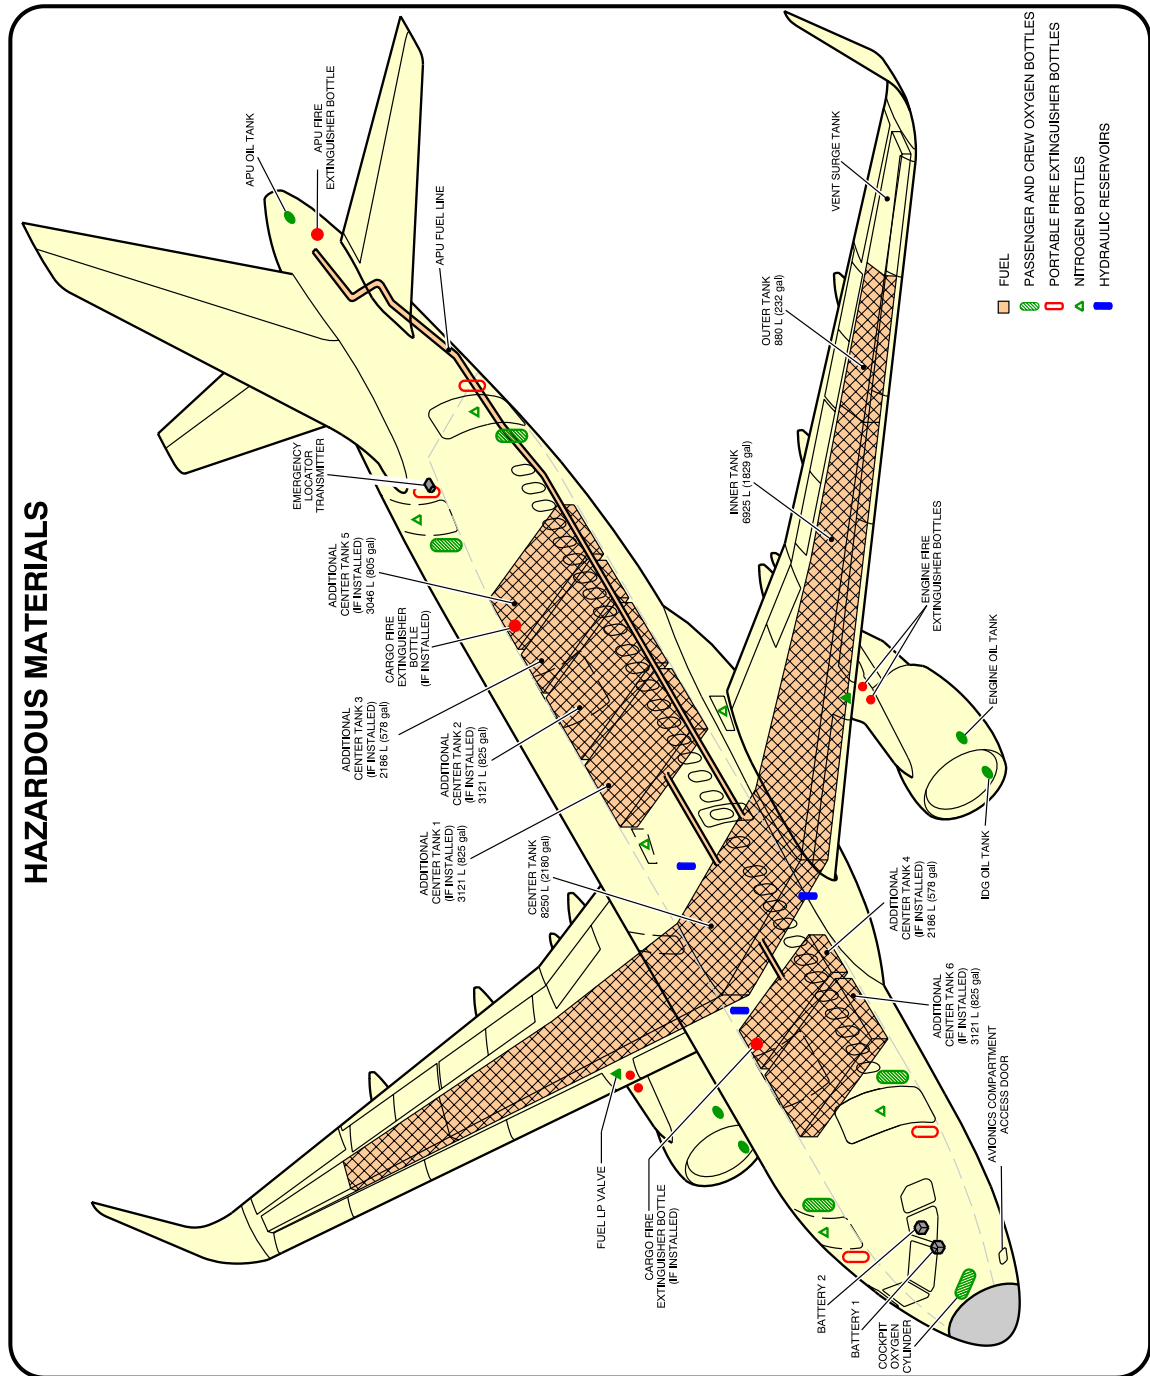 HAZARDOUS MATERIALS
APU OIL TANK
APU FIRE
EXTINGUISHER BOTTLE
APU FUEL LINE
EMERGENCY
LOCATOR
TRANSMITTER
ADDITIONAL
CENTER TANK 5
(IF INSTALLED)
3046 L (805 gal)
CARGO FIRE
EXTINGUISHER
BOTTLE
(IF INSTALLED)
ADDITIONAL
CENTER TANK 3
(IF INSTALLED)
2186 L (578 gal)
ADDITIONAL
CENTER TANK 2
(IF INSTALLED)
3121 L (825 gal)
ADDITIONAL
CENTER TANK 1
(IF INSTALLED)
3121 L (825 gal)
CENTER TANK
8250 L (2180 gal)
VENT SURGE TANK
OUTER TANK
880 L (232 gal)
INNER TANK
6925 L (1829 gal)
ENGINE FIRE
EXTINGUISHER BOTTLES
ENGINE OIL TANK
IDG OIL TANK
ADDITIONAL
CENTER TANK 4
(IF INSTALLED)
2186 L (578 gal)
ADDITIONAL
CENTER TANK 6
(IF INSTALLED)
3121 L (825 gal)
AVIONICS COMPARTMENT
ACCESS DOOR
FUEL LP VALVE
CARGO FIRE
EXTINGUISHER BOTTLE
(IF INSTALLED)
BATTERY 2
BATTERY 1
COCKPIT
OXYGEN
CYLINDER
FUEL
PASSENGER AND CREW OXYGEN BOTTLES
PORTABLE FIRE EXTINGUISHER BOTTLES
NITROGEN BOTTLES
HYDRAULIC RESERVOIRS